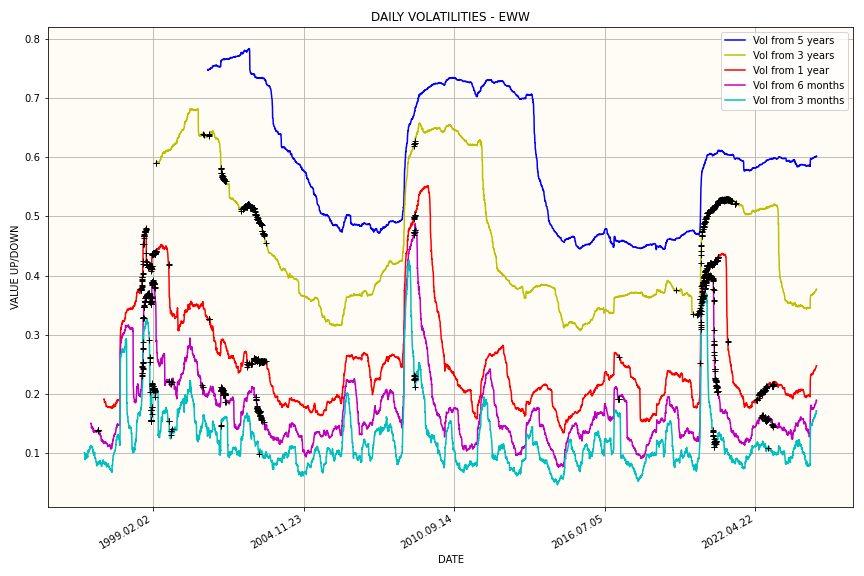 DAILY VOLATILITIES - EWW
Vol from 5 years
Vol from 3 years
Vol from 1 year
Vol from 6 months
Vol from 3 months
VALUE UP/DOWN
0.8
0.7
0.6
0.5
0.4
0.3
0.2
0.1
1999.02.02
2004.11.23
2010.09.14
2016.07.05
2022.04.22
DATE